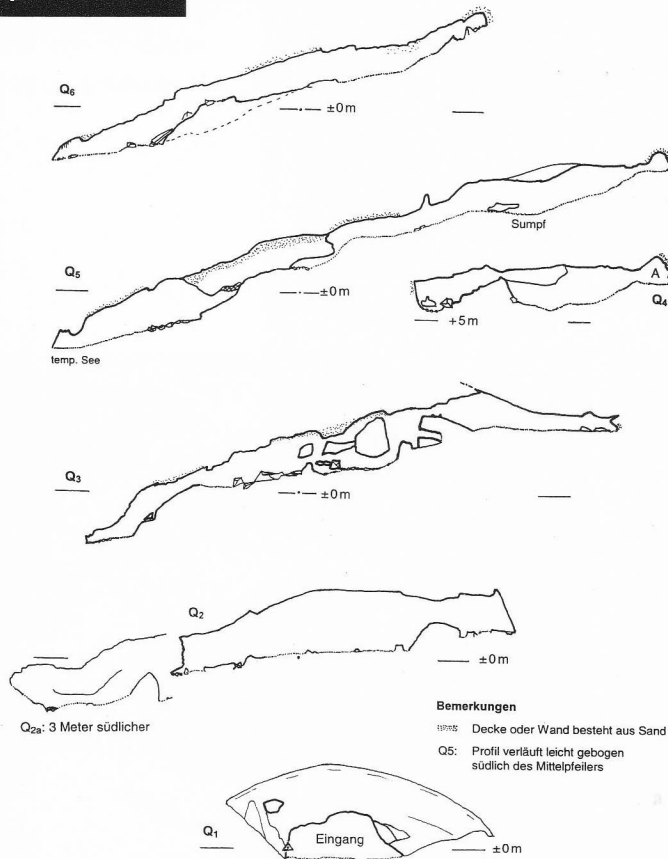 Q6
±0m
Sumpf
Q5
±0m
A
Q4
+5m
temp. See
Q3
±0m
Q2
±0m
Q2a: 3 Meter südlicher
Bemerkungen
Decke oder Wand besteht aus Sand
Q5: Profil verläuft leicht gebogen
südlich des Mittelpfeilers
Q1
Eingang
±0m